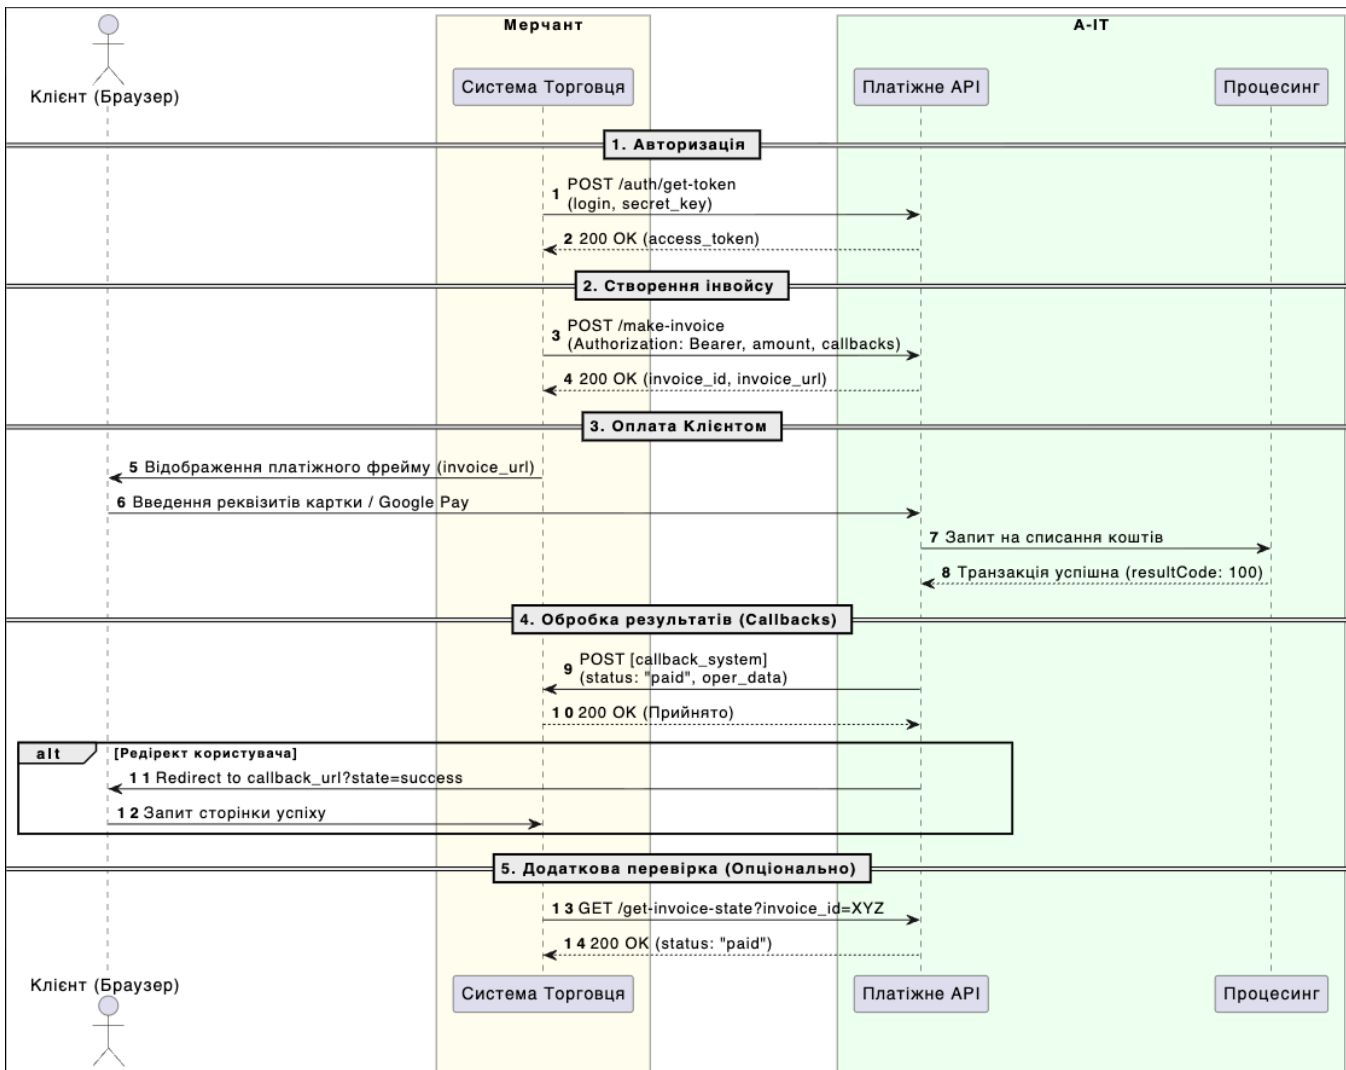 Мерчант
A-IT
Клієнт (Браузер)
Система Торговця
Платіжне API
Процесинг
1. Авторизація
1 POST /auth/get-token
(login, secret_key)
2 200 OK (access_token)
2. Створення інвойсу
3 POST /make-invoice
(Authorization: Bearer, amount, callbacks)
4 200 OK (invoice_id, invoice_url)
3. Оплата Клієнтом
5 Відображення платіжного фрейму (invoice_url)
6 Введення реквізитів картки / Google Pay
7 Запит на списання коштів
8 Транзакція успішна (resultCode: 100)
4. Обробка результатів (Callbacks)
9 POST [callback_system]
(status: "paid", oper_data)
10 200 OK (Прийнято)
alt [Редірект користувача]
11 Redirect to callback_url?state=success
12 Запит сторінки успіху
5. Додаткова перевірка (Опціонально)
13 GET /get-invoice-state?invoice_id=XYZ
14 200 OK (status: "paid")
Клієнт (Браузер)
Система Торговця
Платіжне API
Процесинг